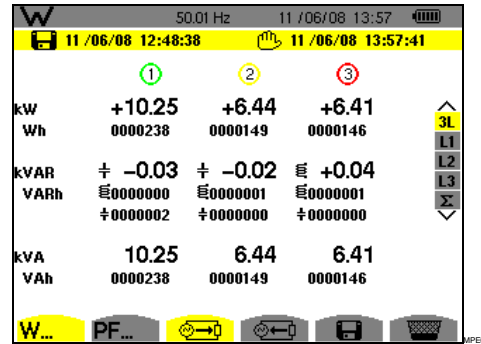 W 50.01 Hz 11/06/08 13:57
11/06/08 12:48:38 11/06/08 13:57:41
1 2 3
kW +10.25 +6.44 +6.41
Wh 0000238 0000149 0000146
kVAR -0.03 -0.02 +0.04
VARh 0000000 0000001 0000001
0000002 0000000 0000000
kVA 10.25 6.44 6.41
VAh 0000238 0000149 0000146
3L
L1
L2
L3
Σ
W... PF...